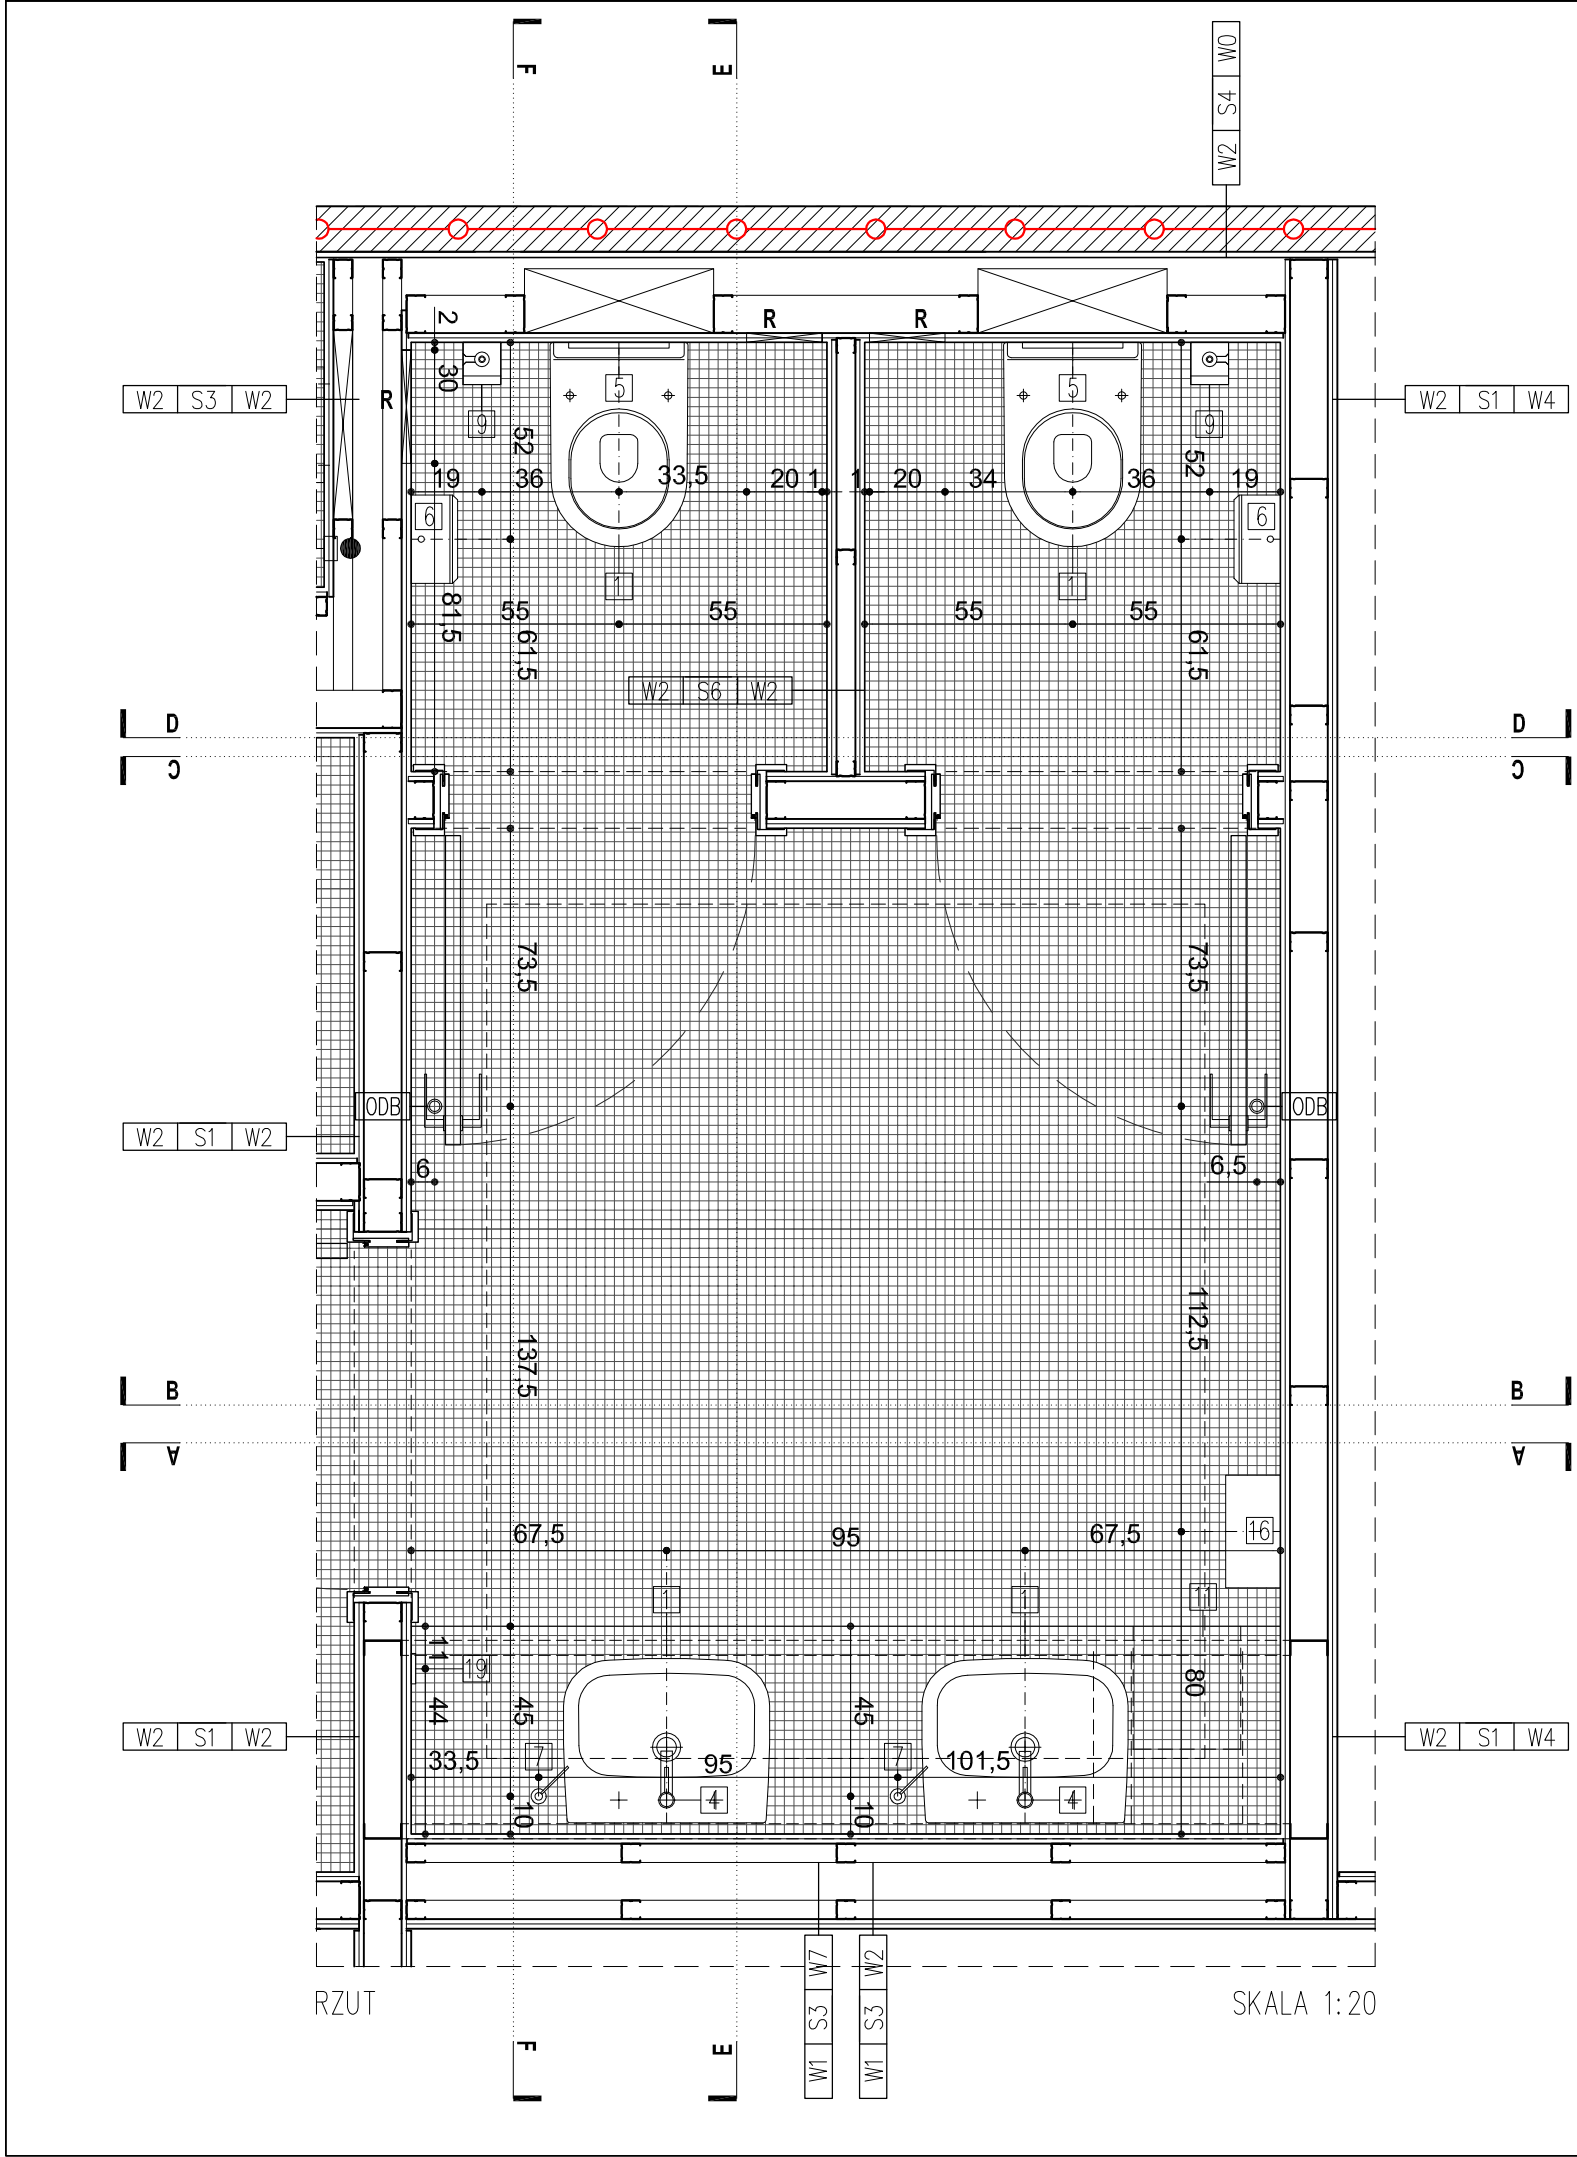 F E
W2 S4 W0
R R
2
W2 S3 W2
R
30
5
5
W2 S1 W4
9
9
52
52
19 36 33,5 20 1 1 20 34 36 19
6
6
1
1
81,5
55 55 55 55
61,5
61,5
W2 S6 W2
D D
C C
73,5
73,5
ODB
ODB
W2 S1 W2
6
6,5
112,5
137,5
B B
A A
67,5 95 67,5
16
1
1
11
11
19
80
44
45
45
W2 S1 W2
W2 S1 W4
7
7
33,5 95 101,5
4
4
10
10
W1 S3 W7
W1 S3 W2
RZUT
SKALA 1:20
F E